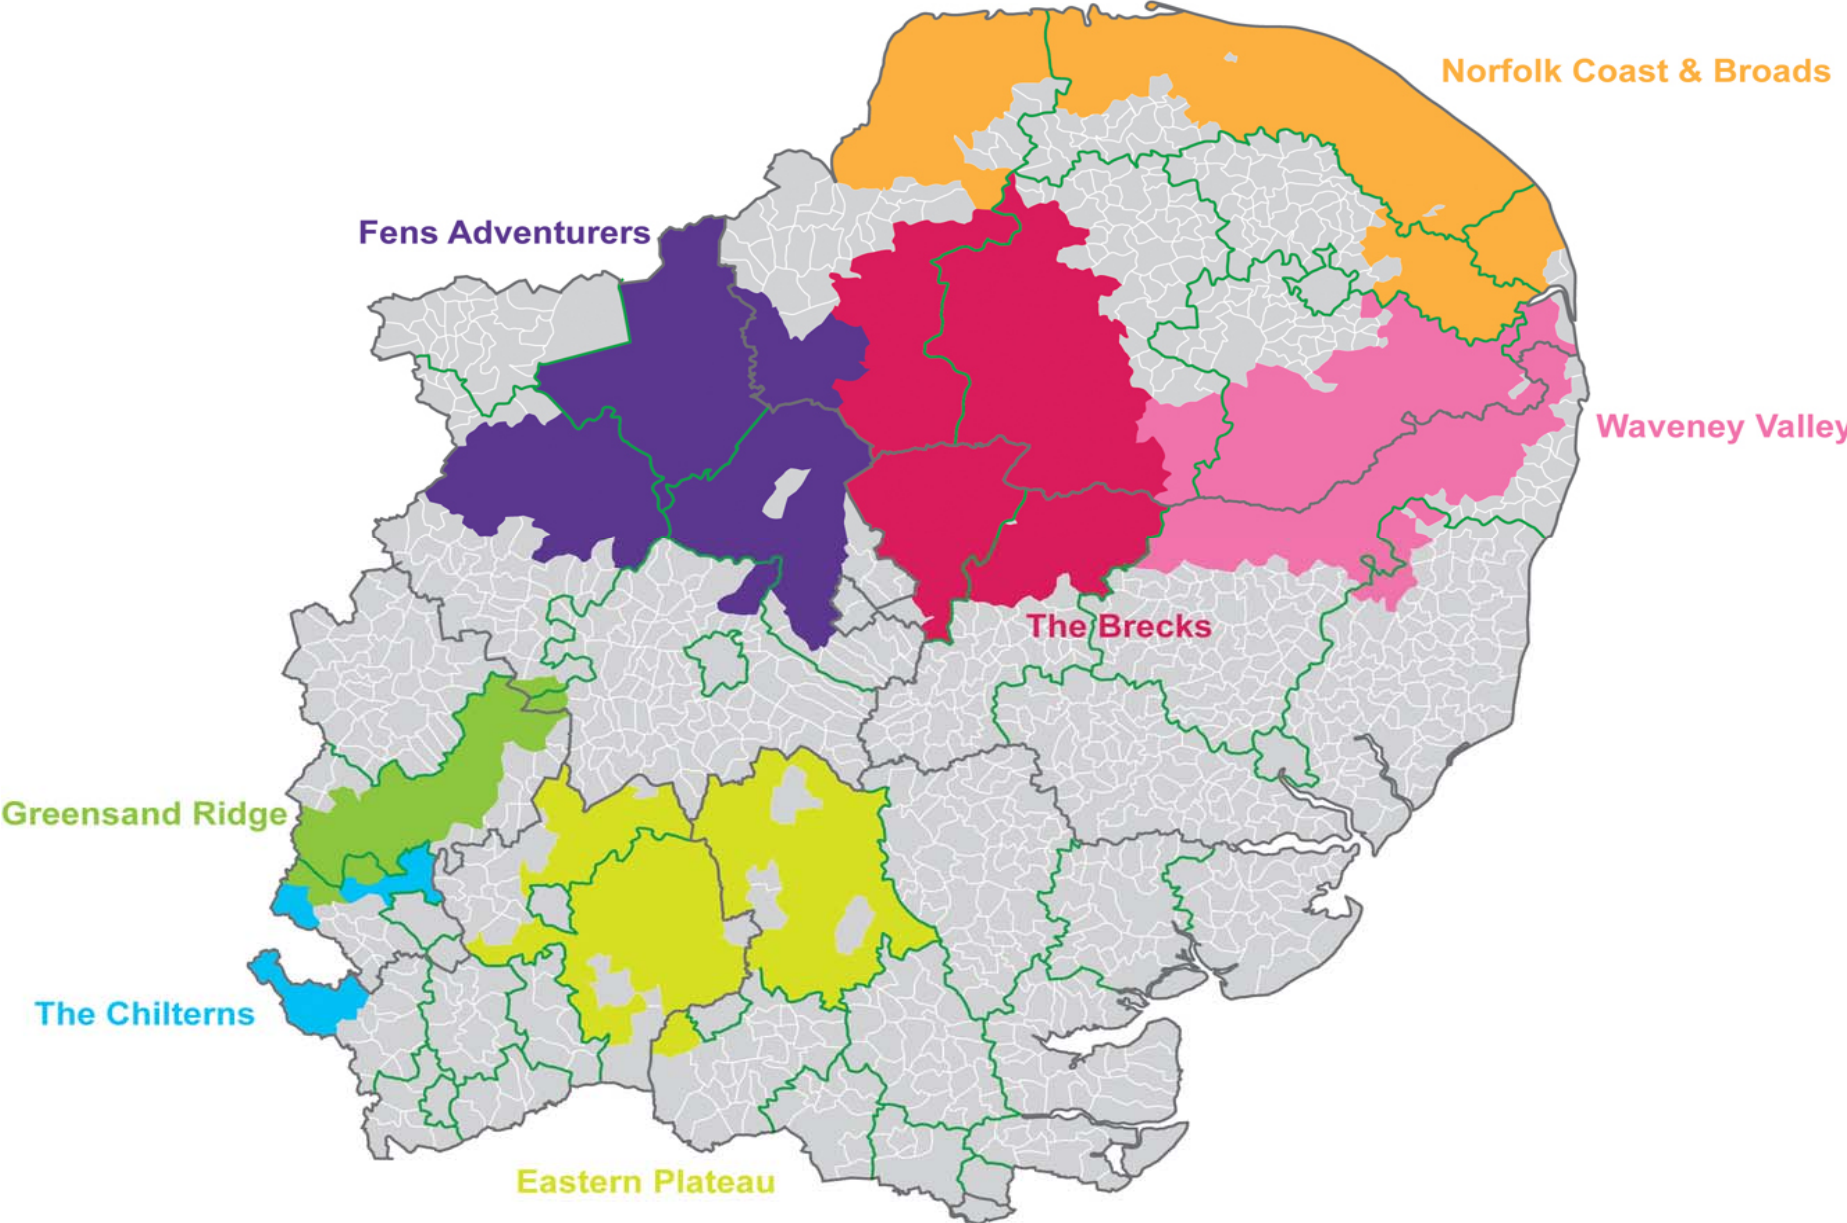 Norfolk Coast & Broads
Fens Adventurers
Waveney Valley
The Brecks
Greensand Ridge
The Chilterns
Eastern Plateau